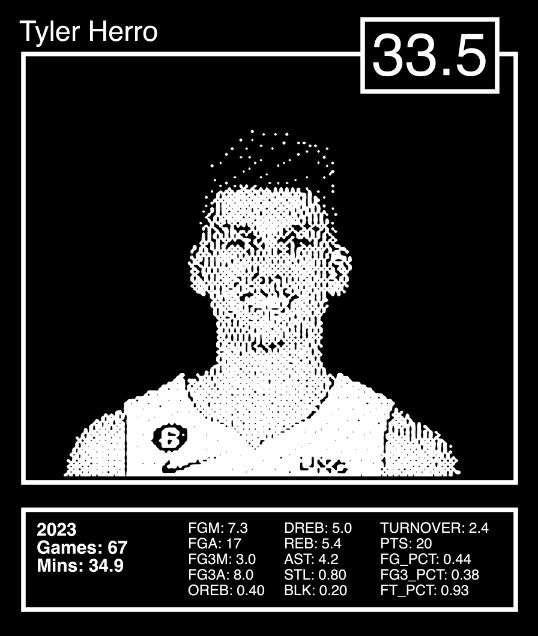 Tyler Herro
33.5
6
2023
Games: 67
Mins: 34.9
FGM: 7.3
FGA: 17
FG3M: 3.0
FG3A: 8.0
OREB: 0.40
DREB: 5.0
REB: 5.4
AST: 4.2
STL: 0.80
BLK: 0.20
TURNOVER: 2.4
PTS: 20
FG_PCT: 0.44
FG3_PCT: 0.38
FT_PCT: 0.93